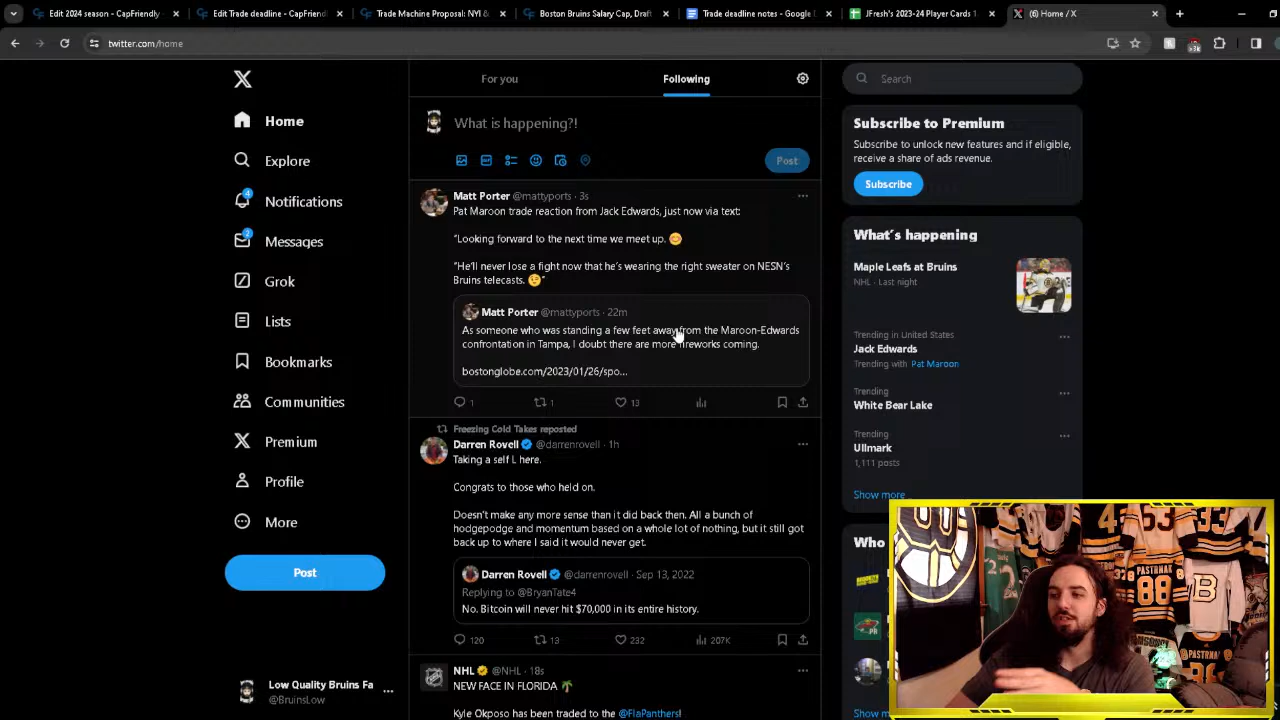 Edit 2024 season - CapFriendly
Edit Trade deadline - CapFriendl
Trade Machine Proposal: NYI &
Boston Bruins Salary Cap, Draft
Trade deadline notes - Google
JFresh's 2023-24 Player Cards 1
(6) Home / X
twitter.com/home
For you
Following
Search
What is happening?!
Post
Home
Explore
4
Notifications
2
Messages
Grok
Lists
Bookmarks
Communities
Premium
Profile
More
Post
Low Quality Bruins Fa
@BruinsLow
Matt Porter @mattyports · 3s
Pat Maroon trade reaction from Jack Edwards, just now via text:
"Looking forward to the next time we meet up. 😊
"He'll never lose a fight now that he's wearing the right sweater on NESN's
Bruins telecasts. 😉"
Matt Porter @mattyports · 22m
As someone who was standing a few feet away from the Maroon-Edwards
confrontation in Tampa, I doubt there are more fireworks coming.
bostonglobe.com/2023/01/26/spo...
1
1
13
Freezing Cold Takes reposted
Darren Rovell @darrenrovell · 1h
Taking a self L here.
Congrats to those who held on.
Doesn't make any more sense than it did back then. All a bunch of
hodgepodge and momentum based on a whole lot of nothing, but it still got
back up to where I said it would never get.
Darren Rovell @darrenrovell · Sep 13, 2022
Replying to @BryanTate4
No. Bitcoin will never hit $70,000 in its entire history.
120
13
232
207K
NHL @NHL · 18s
NEW FACE IN FLORIDA 🌴
Kyle Okposo has been traded to the @FlaPanthers!
Subscribe to Premium
Subscribe to unlock new features and if eligible,
receive a share of ads revenue.
Subscribe
What's happening
Maple Leafs at Bruins
NHL · Last night
Trending in United States
Jack Edwards
Trending with Pat Maroon
Trending
White Bear Lake
Trending
Ullmark
1,111 posts
Show more
Who
Show m
PASTRNAK
88
B
33
PASTRNAK